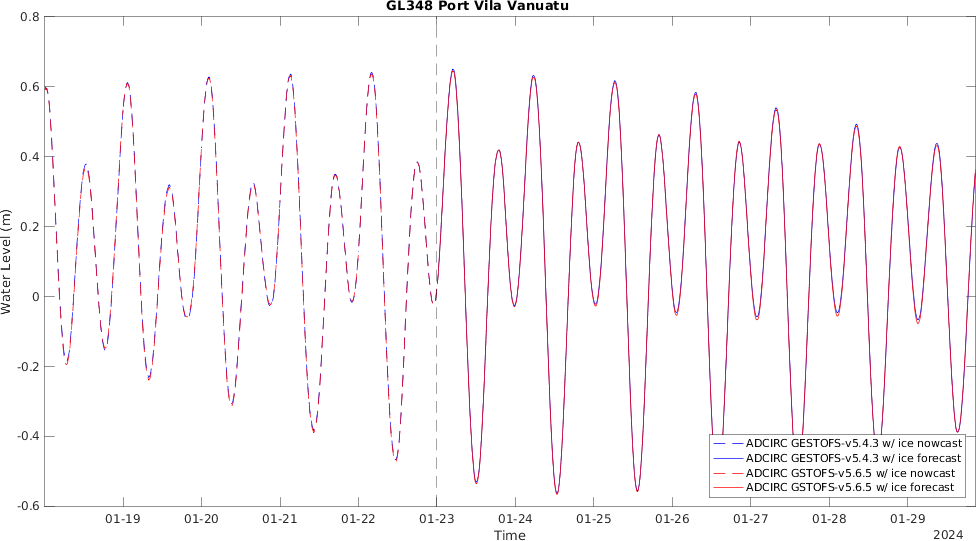 GL348 Port Vila Vanuatu
0.8
0.6
0.4
0.2
0
-0.2
-0.4
-0.6
Water Level (m)
01-19 01-20 01-21 01-22 01-23 01-24 01-25 01-26 01-27 01-28 01-29
Time
2024
ADCIRC GESTOFS-v5.4.3 w/ ice nowcast
ADCIRC GESTOFS-v5.4.3 w/ ice forecast
ADCIRC GSTOFS-v5.6.5 w/ ice nowcast
ADCIRC GSTOFS-v5.6.5 w/ ice forecast